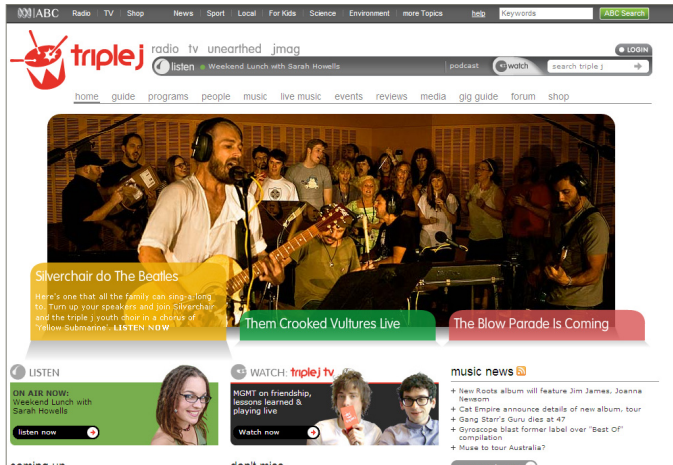 ABC
Radio TV Shop News Sport Local For Kids Science Environment more Topics help Keywords ABC Search
triple j
radio tv unearthed jmag
LOGIN
listen Weekend Lunch with Sarah Howells podcast watch search triple j
home guide programs people music live music events reviews media gig guide forum shop
Silverchair do The Beatles
Here's one that all the family can sing-a-long
to. Turn up your speakers and join Silverchair
and the triple j youth choir in a chorus of
"Yellow Submarine". LISTEN NOW
Them Crooked Vultures Live
The Blow Parade Is Coming
LISTEN
ON AIR NOW:
Weekend Lunch with
Sarah Howells
listen now
WATCH: triple j tv
MGMT on friendship,
lessons learned &
playing live
Watch now
music news
+ New Roots album will feature Jim James, Joanna
Newsom
+ Cat Empire announce details of new album, tour
+ Gang Starr's Guru dies at 47
+ Gyroscope blast former label over "Best Of"
compilation
+ Muse to tour Australia?
coming up
don't miss